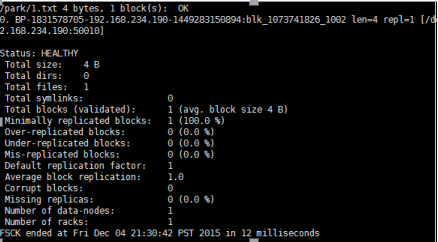 /park/1.txt 4 bytes, 1 block(s):  OK
0. BP-1831578705-192.168.234.190-1449283150894:blk_1073741826_1002 len=4 repl=1 [/d
2.168.234.190:50010]
Status: HEALTHY
Total size:    4 B
Total dirs:    0
Total files:   1
Total symlinks:                0
Total blocks (validated):      1 (avg. block size 4 B)
Minimally replicated blocks:   1 (100.0 %)
Over-replicated blocks:        0 (0.0 %)
Under-replicated blocks:       0 (0.0 %)
Mis-replicated blocks:         0 (0.0 %)
Default replication factor:    1
Average block replication:     1.0
Corrupt blocks:                0
Missing replicas:              0 (0.0 %)
Number of data-nodes:          1
Number of racks:               1
FSCK ended at Fri Dec 04 21:30:42 PST 2015 in 12 milliseconds